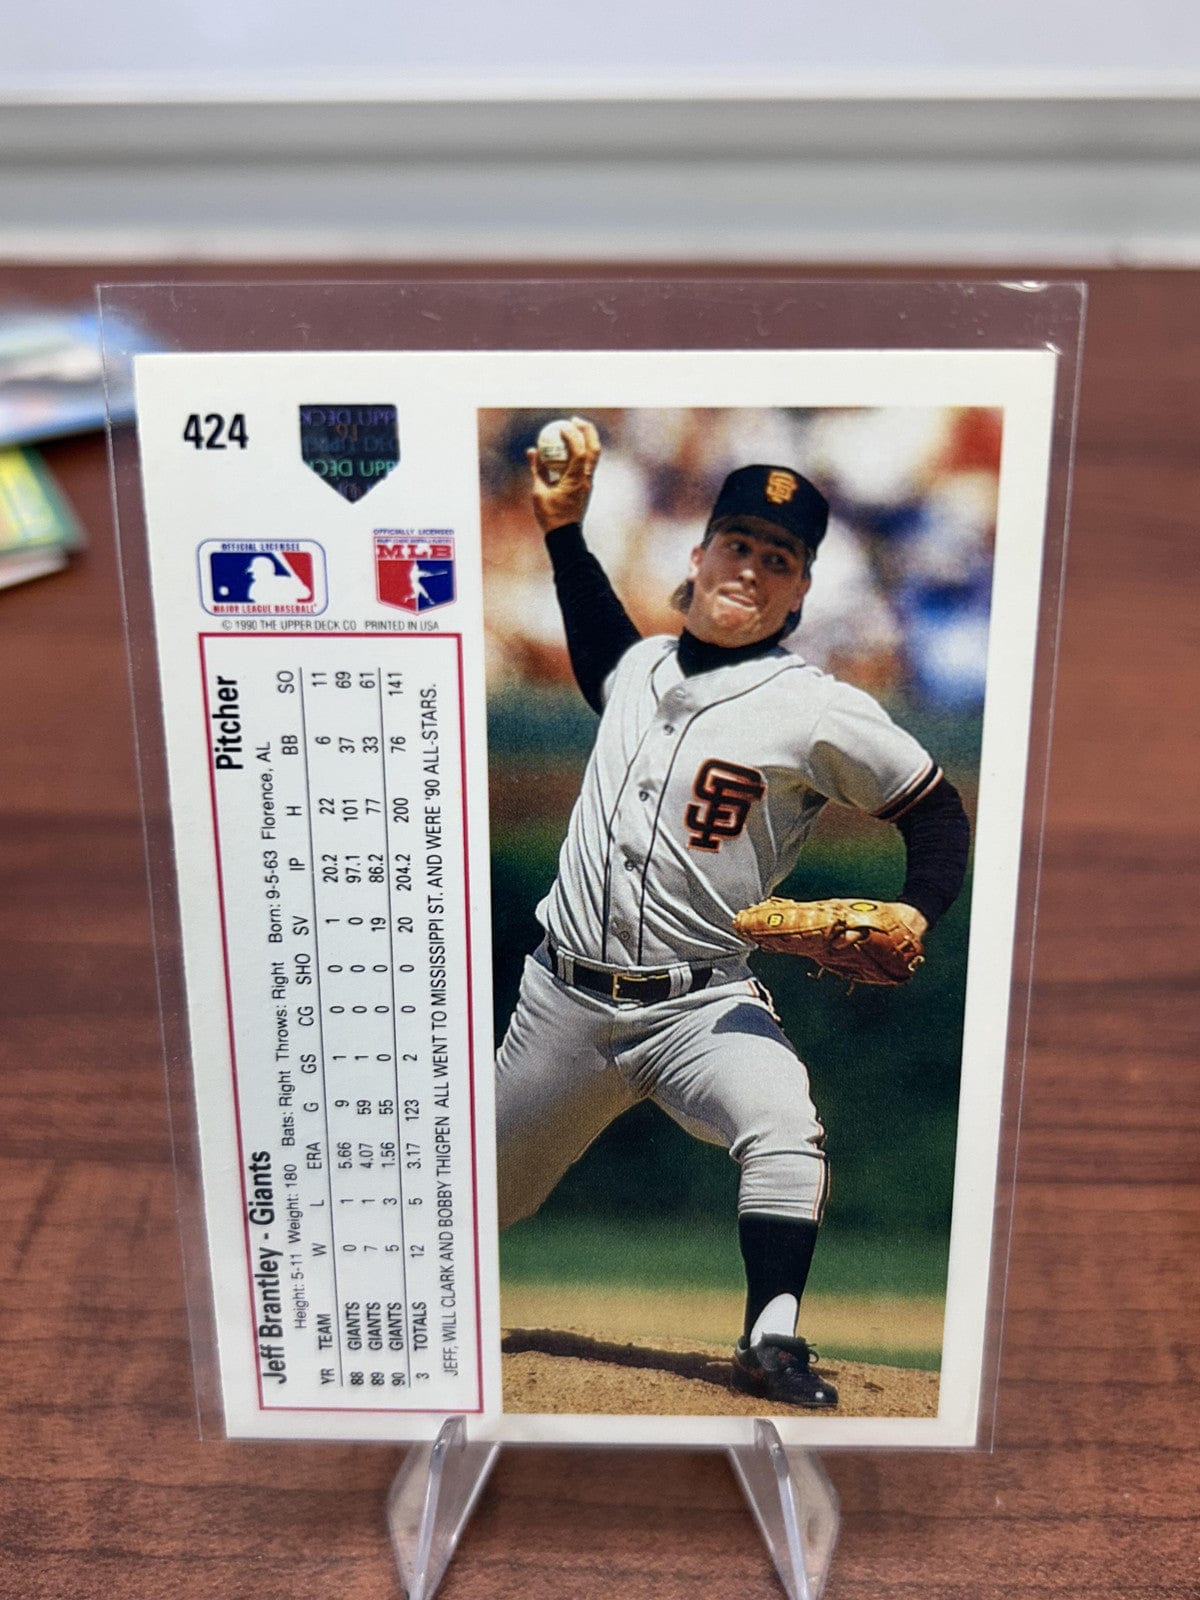 424
UPPER DECK
91
OFFICIAL LICENSEE
MAJOR LEAGUE BASEBALL
OFFICIALLY LICENSED
MLB
© 1990 THE UPPER DECK CO. PRINTED IN USA
Jeff Brantley - Giants Pitcher
Height: 5-11 Weight: 180 Bats: Right Throws: Right Born: 9-5-63 Florence, AL
YR TEAM W L ERA G GS CG SHO SV IP H BB SO
88 GIANTS 0 1 5.66 9 1 0 0 1 20.2 22 6 11
89 GIANTS 7 1 4.07 59 1 0 0 0 97.1 101 37 69
90 GIANTS 5 3 1.56 55 0 0 0 19 86.2 77 33 61
3 TOTALS 12 5 3.17 123 2 0 0 20 204.2 200 76 141
JEFF, WILL CLARK AND BOBBY THIGPEN ALL WENT TO MISSISSIPPI ST. AND WERE '90 ALL-STARS.
SF
SF